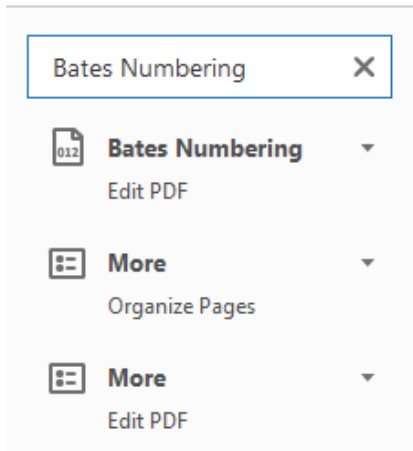 Bates Numbering
012
Bates Numbering
Edit PDF
More
Organize Pages
More
Edit PDF